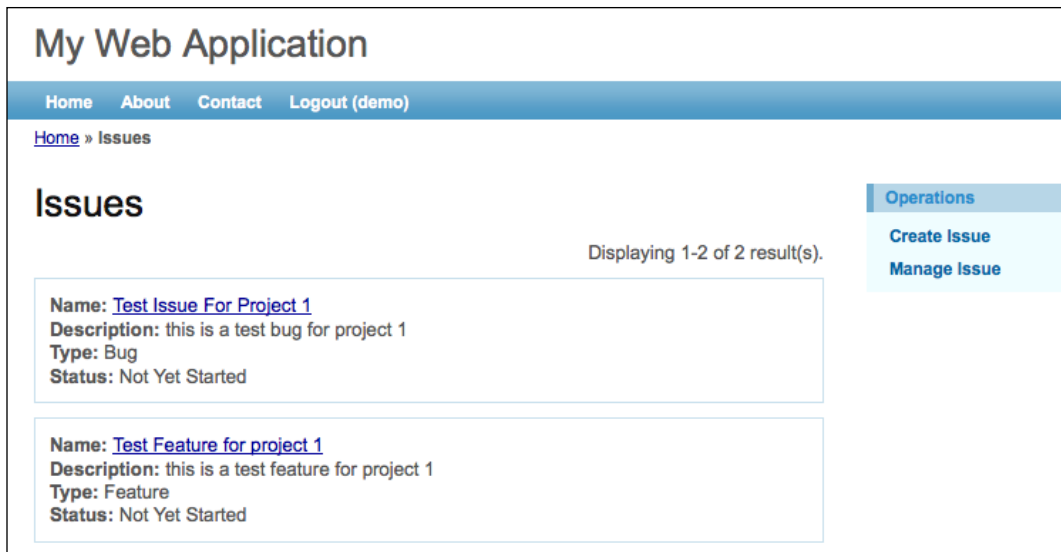 My Web Application
Home About Contact Logout (demo)
Home » Issues
Issues
Displaying 1-2 of 2 result(s).
Name: Test Issue For Project 1
Description: this is a test bug for project 1
Type: Bug
Status: Not Yet Started
Name: Test Feature for project 1
Description: this is a test feature for project 1
Type: Feature
Status: Not Yet Started
Operations
Create Issue
Manage Issue